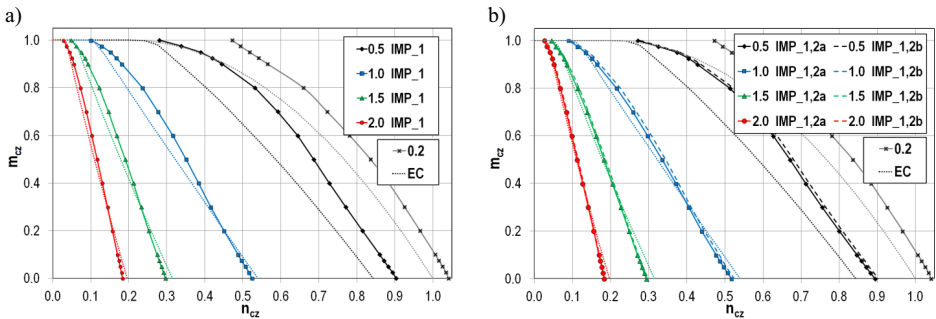 a)
1.0
0.8
0.6
0.4
0.2
0.0
m_cz
0.0 0.1 0.2 0.3 0.4 0.5 0.6 0.7 0.8 0.9 1.0
n_cz
0.5 IMP_1
1.0 IMP_1
1.5 IMP_1
2.0 IMP_1
0.2
EC
b)
1.0
0.8
0.6
0.4
0.2
0.0
m_cz
0.0 0.1 0.2 0.3 0.4 0.5 0.6 0.7 0.8 0.9 1.0
n_cz
0.5 IMP_1,2a 0.5 IMP_1,2b
1.0 IMP_1,2a 1.0 IMP_1,2b
1.5 IMP_1,2a 1.5 IMP_1,2b
2.0 IMP_1,2a 2.0 IMP_1,2b
0.2
EC